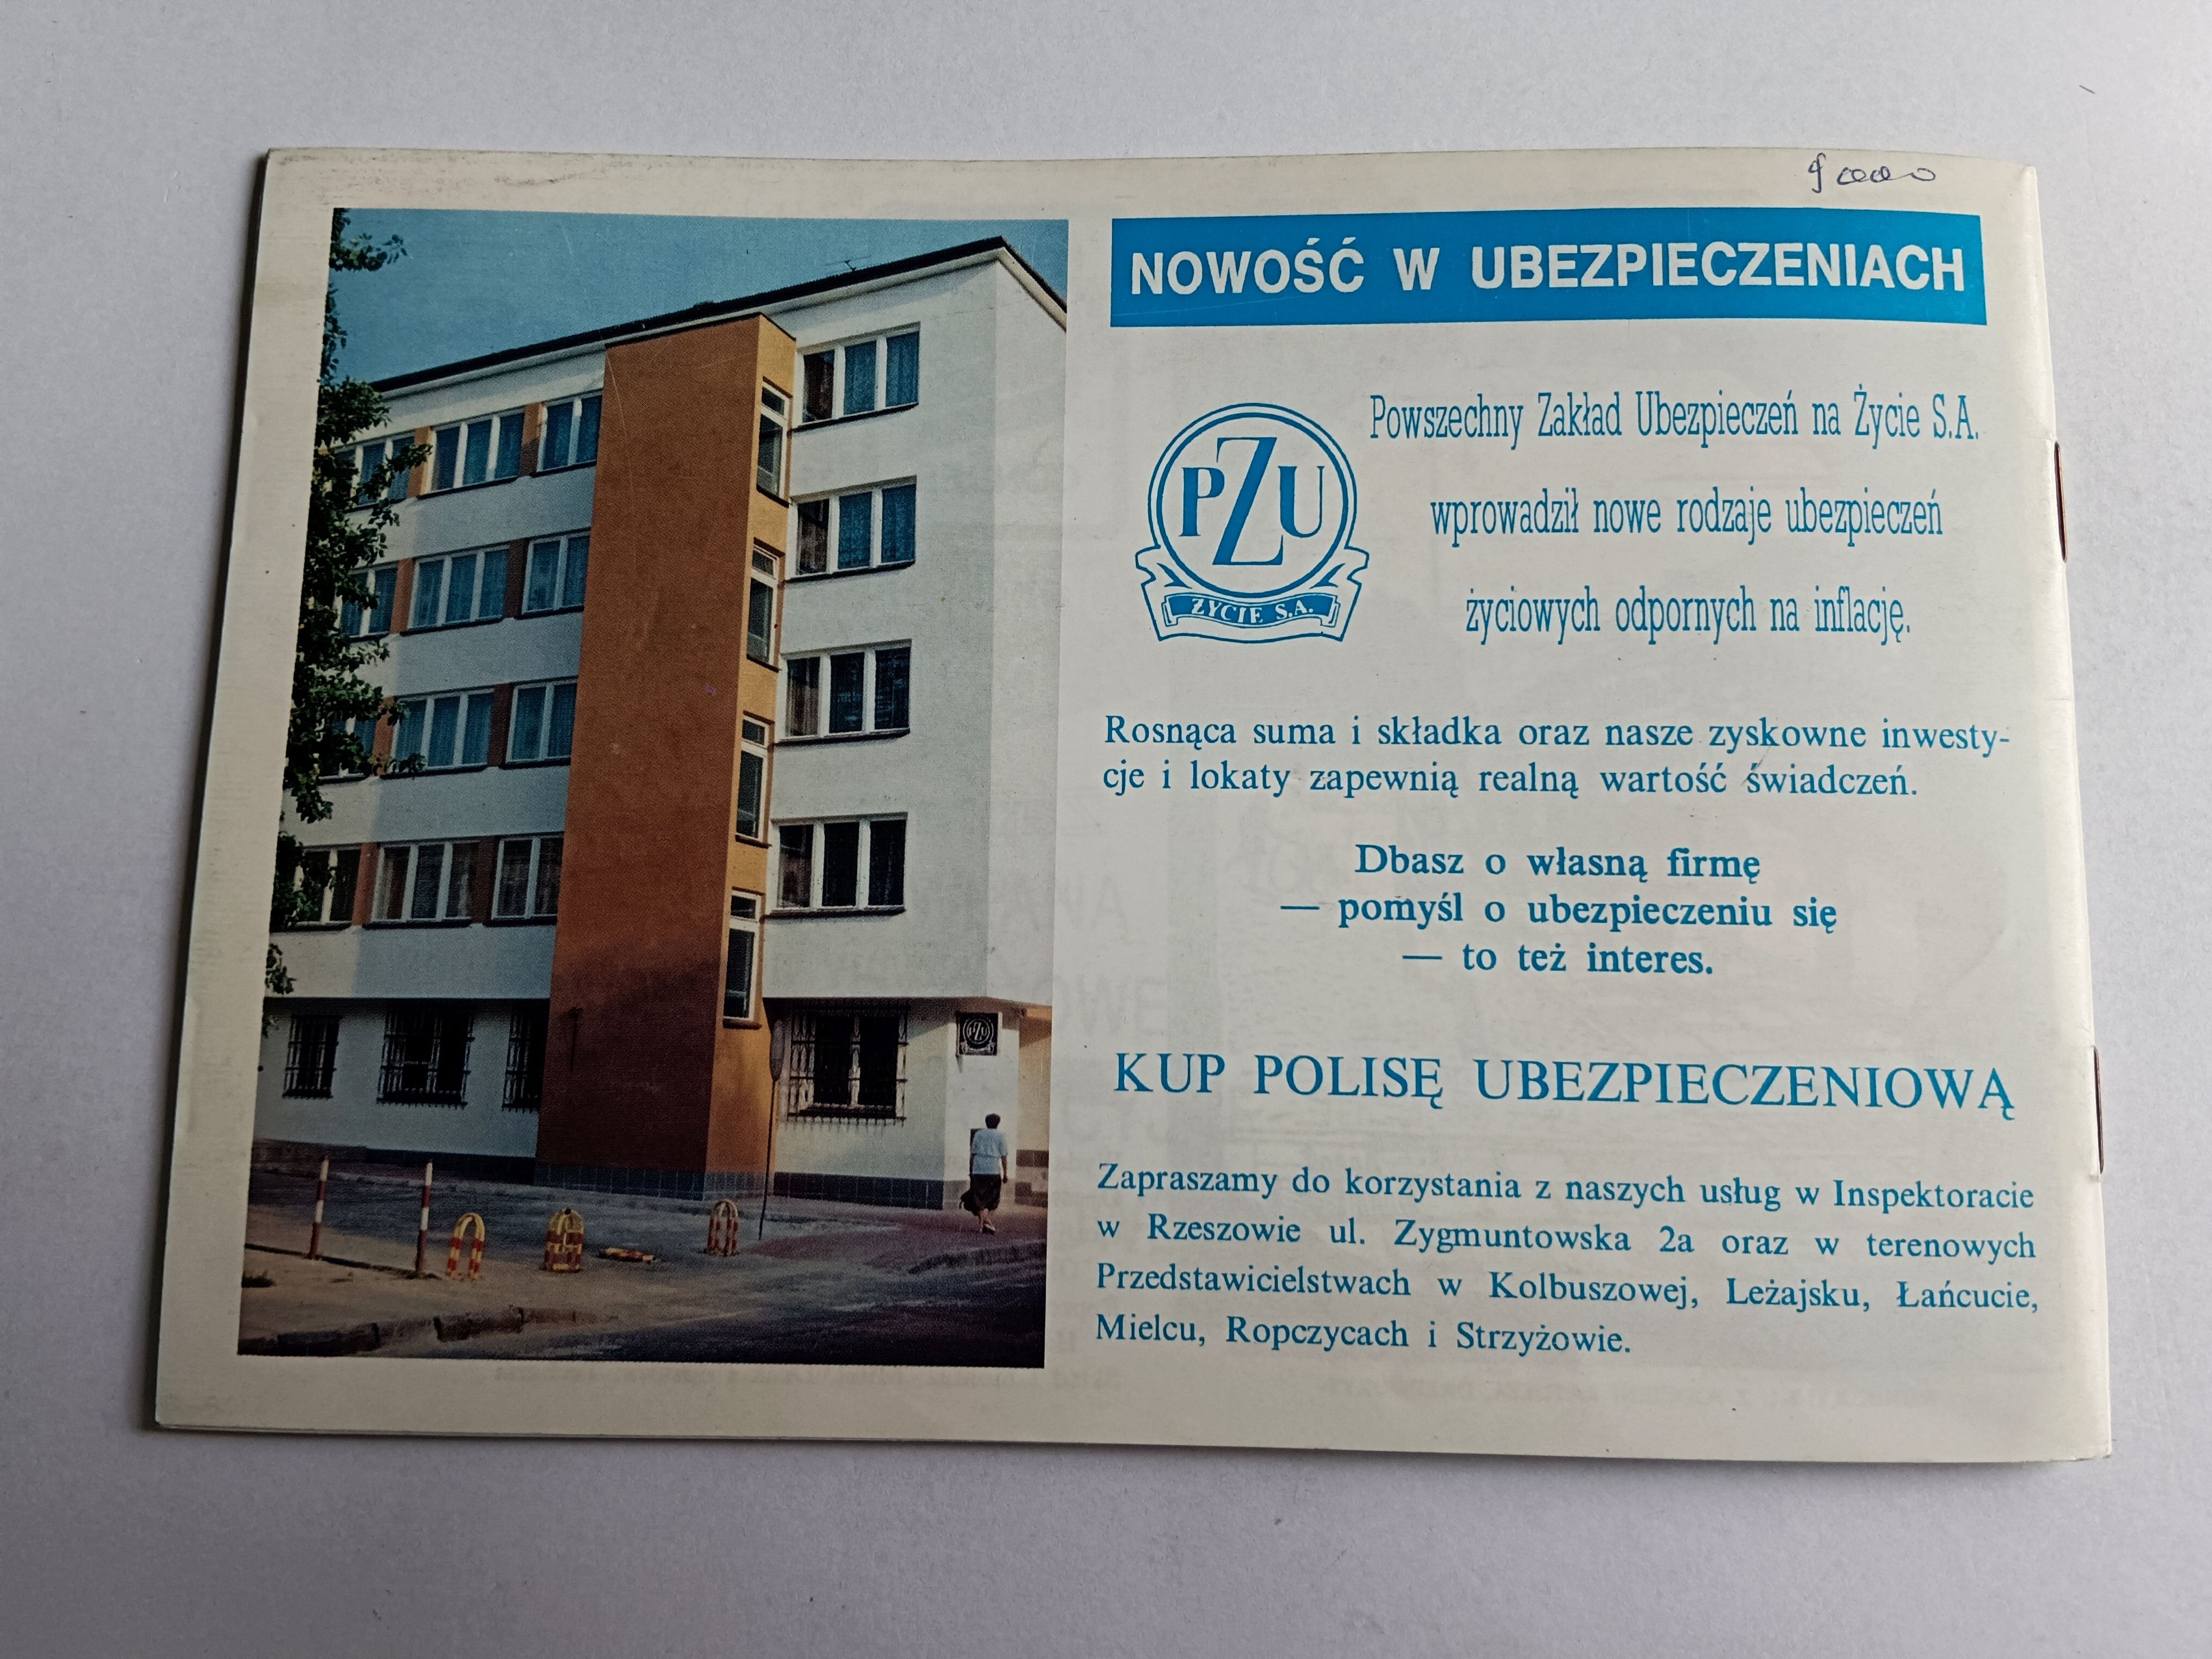 NOWOŚĆ W UBEZPIECZENIACH
PZU
ŻYCIE S.A.
Powszechny Zakład Ubezpieczeń na Życie S.A.
wprowadził nowe rodzaje ubezpieczeń
życiowych odpornych na inflację.
Rosnąca suma i składka oraz nasze zyskowne inwesty-
cje i lokaty zapewnią realną wartość świadczeń.
Dbasz o własną firmę
— pomyśl o ubezpieczeniu się
— to też interes.
KUP POLISĘ UBEZPIECZENIOWĄ
Zapraszamy do korzystania z naszych usług w Inspektoracie
w Rzeszowie ul. Zygmuntowska 2a oraz w terenowych
Przedstawicielstwach w Kolbuszowej, Leżajsku, Łańcucie,
Mielcu, Ropczycach i Strzyżowie.
PZU